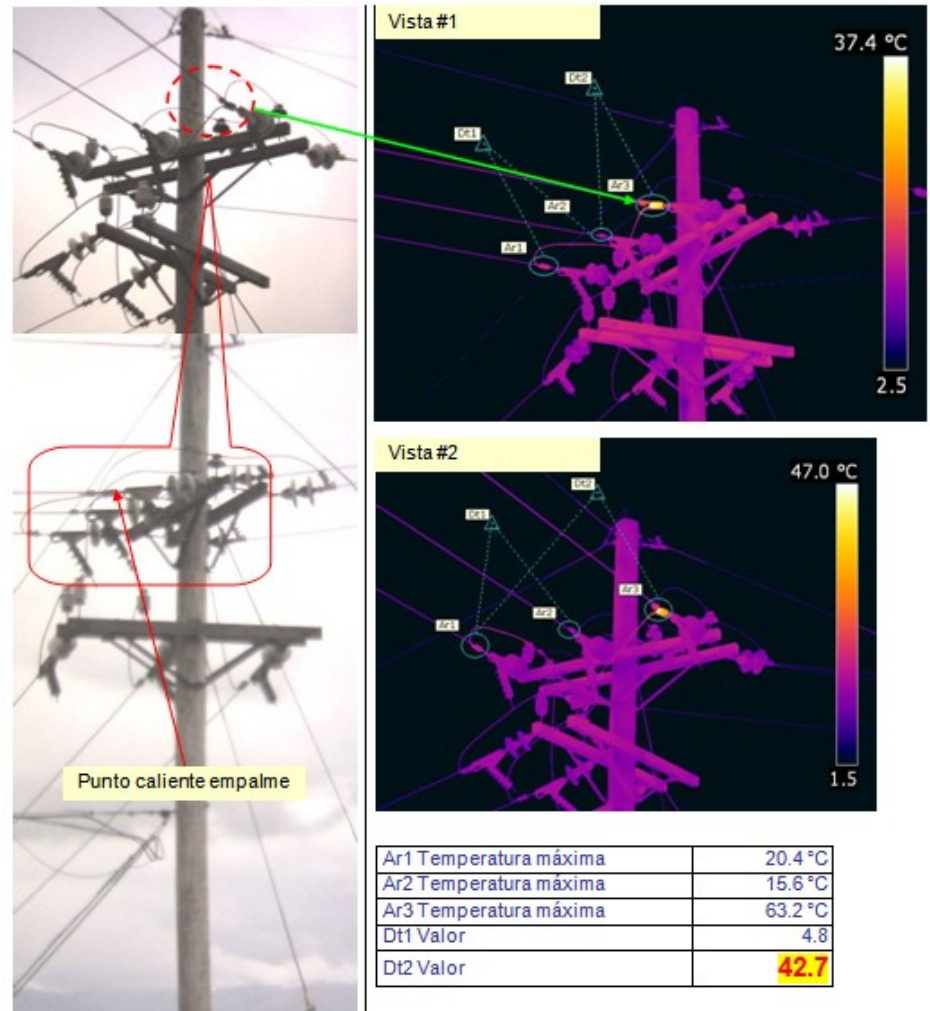 Vista #1
37.4 °C
Dt2
Dt1
Ar3
Ar2
Ar1
2.5
Vista #2
47.0 °C
Dt2
Dt1
Ar3
Ar2
Ar1
1.5
Punto caliente empalme
Ar1 Temperatura máxima 20.4 °C
Ar2 Temperatura máxima 15.6 °C
Ar3 Temperatura máxima 63.2 °C
Dt1 Valor 4.8
Dt2 Valor 42.7